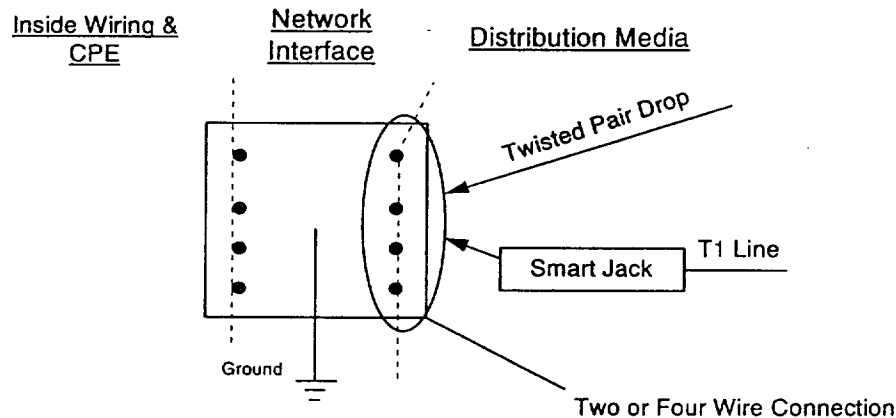 Inside Wiring &
CPE
Network
Interface
Distribution Media
Twisted Pair Drop
Smart Jack
T1 Line
Ground
Two or Four Wire Connection